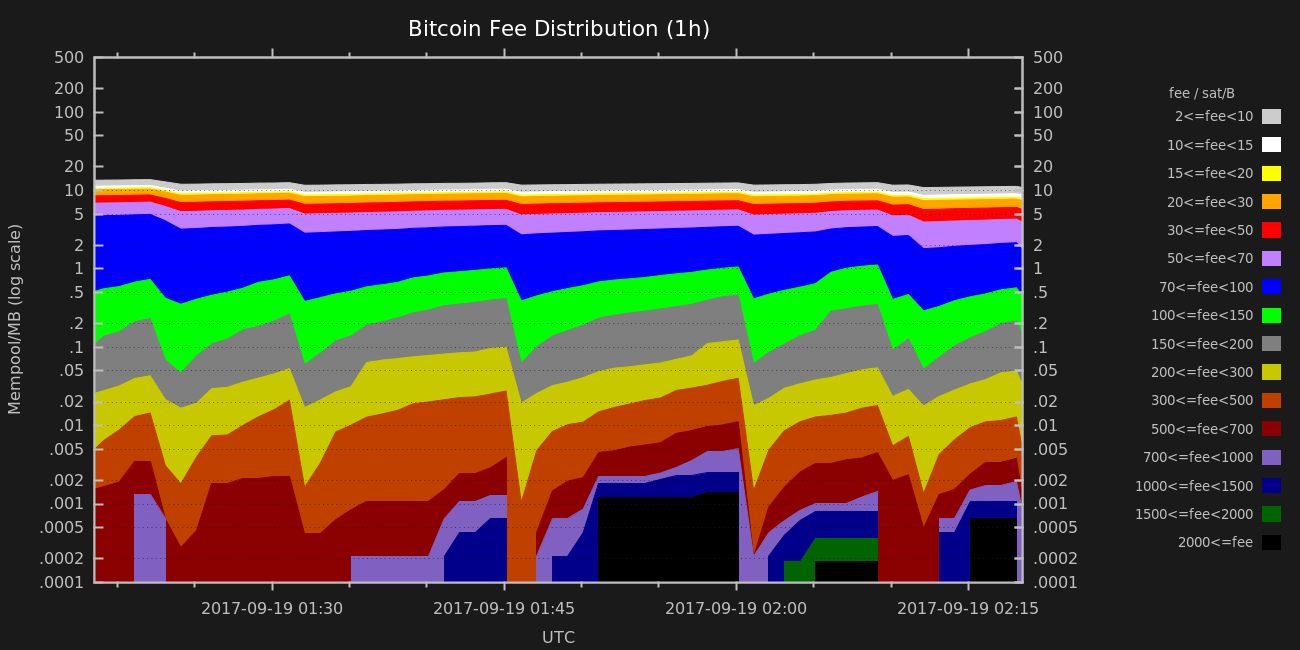 Bitcoin Fee Distribution (1h)
500
200
100
50
20
10
5
2
1
.5
.2
.1
.05
.02
.01
.005
.002
.001
.0005
.0002
.0001
Mempool/MB (log scale)
500
200
100
50
20
10
5
2
1
.5
.2
.1
.05
.02
.01
.005
.002
.001
.0005
.0002
.0001
2017-09-19 01:30 2017-09-19 01:45 2017-09-19 02:00 2017-09-19 02:15
UTC
fee / sat/B
2<=fee<10
10<=fee<15
15<=fee<20
20<=fee<30
30<=fee<50
50<=fee<70
70<=fee<100
100<=fee<150
150<=fee<200
200<=fee<300
300<=fee<500
500<=fee<700
700<=fee<1000
1000<=fee<1500
1500<=fee<2000
2000<=fee